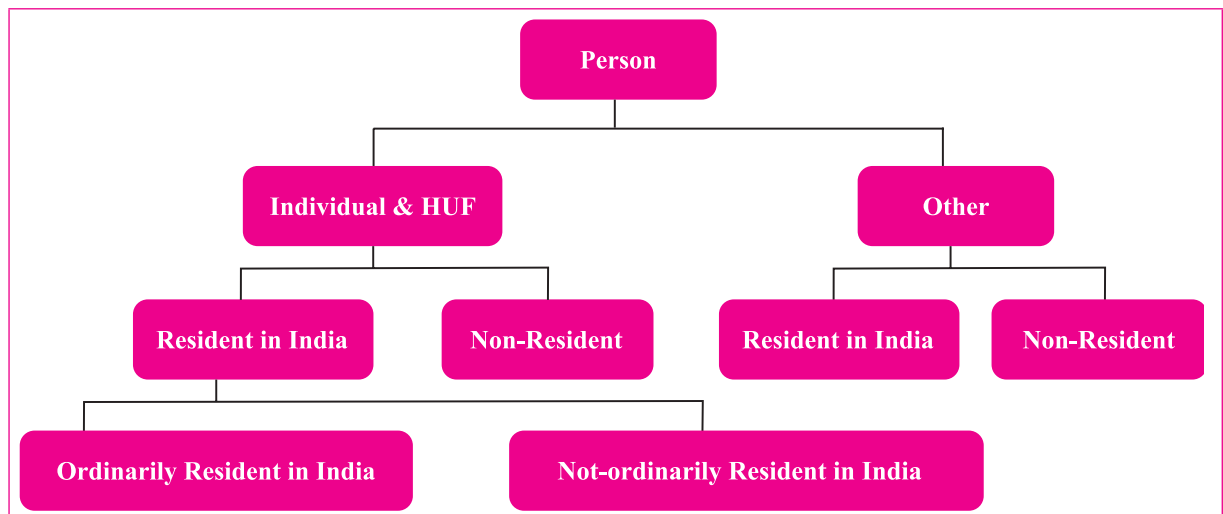 Person
Individual & HUF
Other
Resident in India
Non-Resident
Resident in India
Non-Resident
Ordinarily Resident in India
Not-ordinarily Resident in India